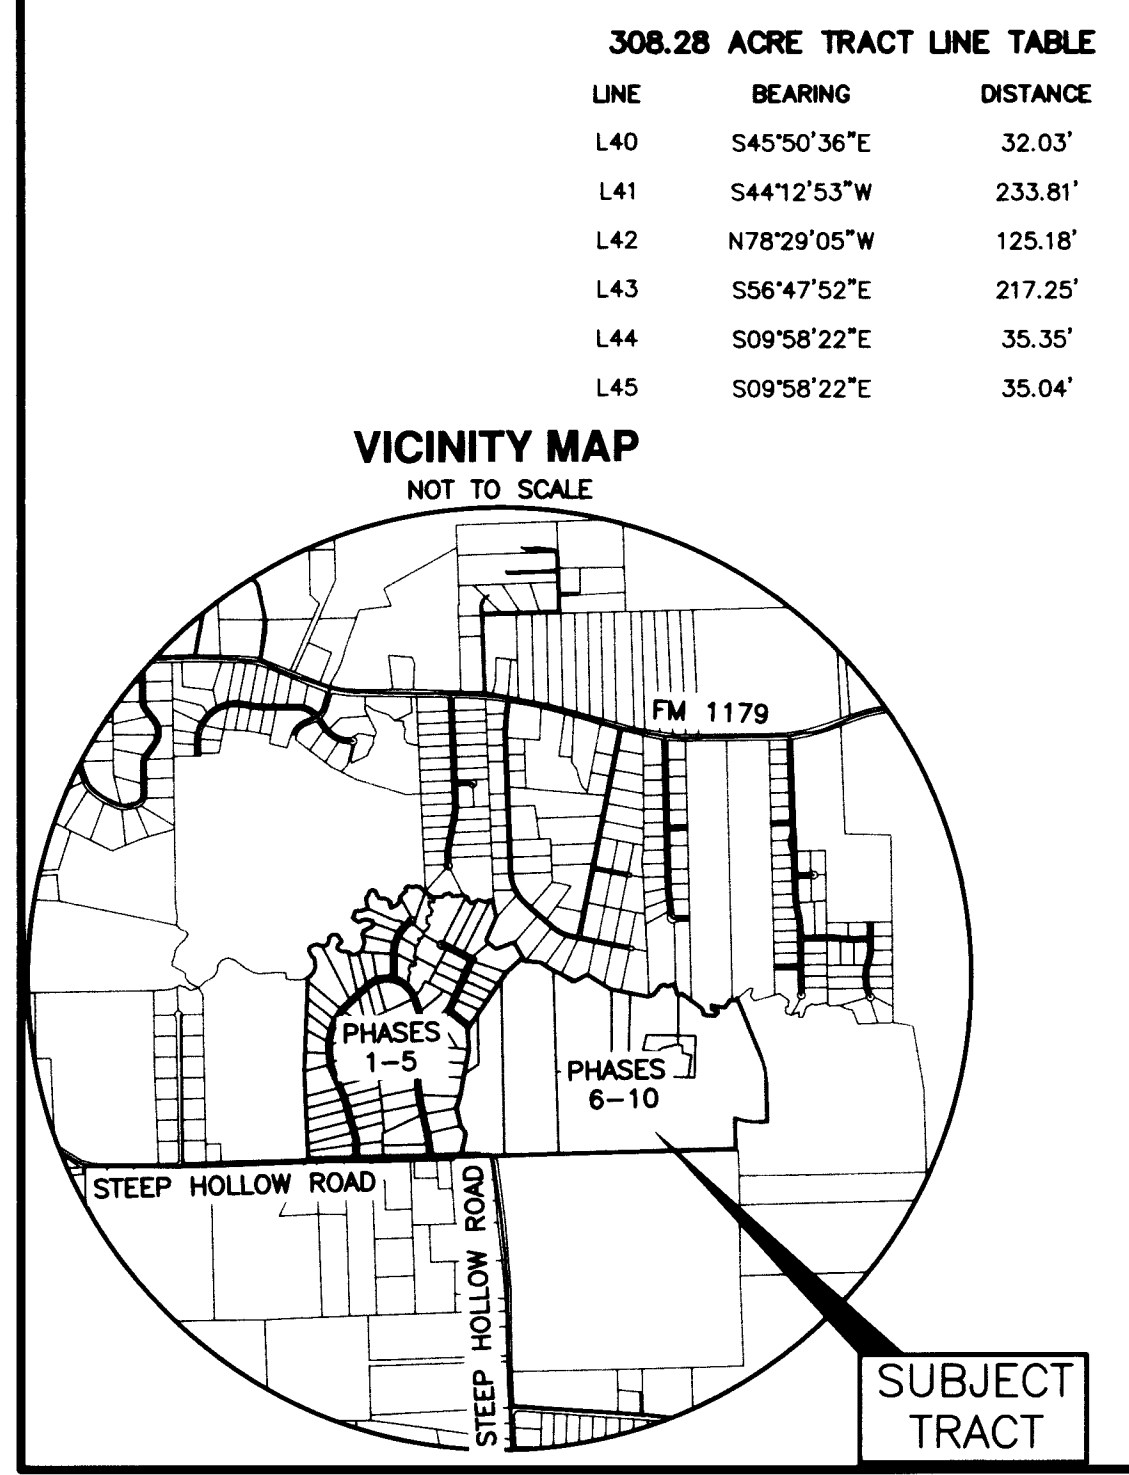 308.28 ACRE TRACT LINE TABLE
LINE BEARING DISTANCE
L40 S45°50'36"E 32.03'
L41 S44°12'53"W 233.81'
L42 N78°29'05"W 125.18'
L43 S56°47'52"E 217.25'
L44 S09°58'22"E 35.35'
L45 S09°58'22"E 35.04'
VICINITY MAP
NOT TO SCALE
FM 1179
PHASES
1-5
PHASES
6-10
STEEP HOLLOW ROAD
STEEP HOLLOW ROAD
SUBJECT
TRACT